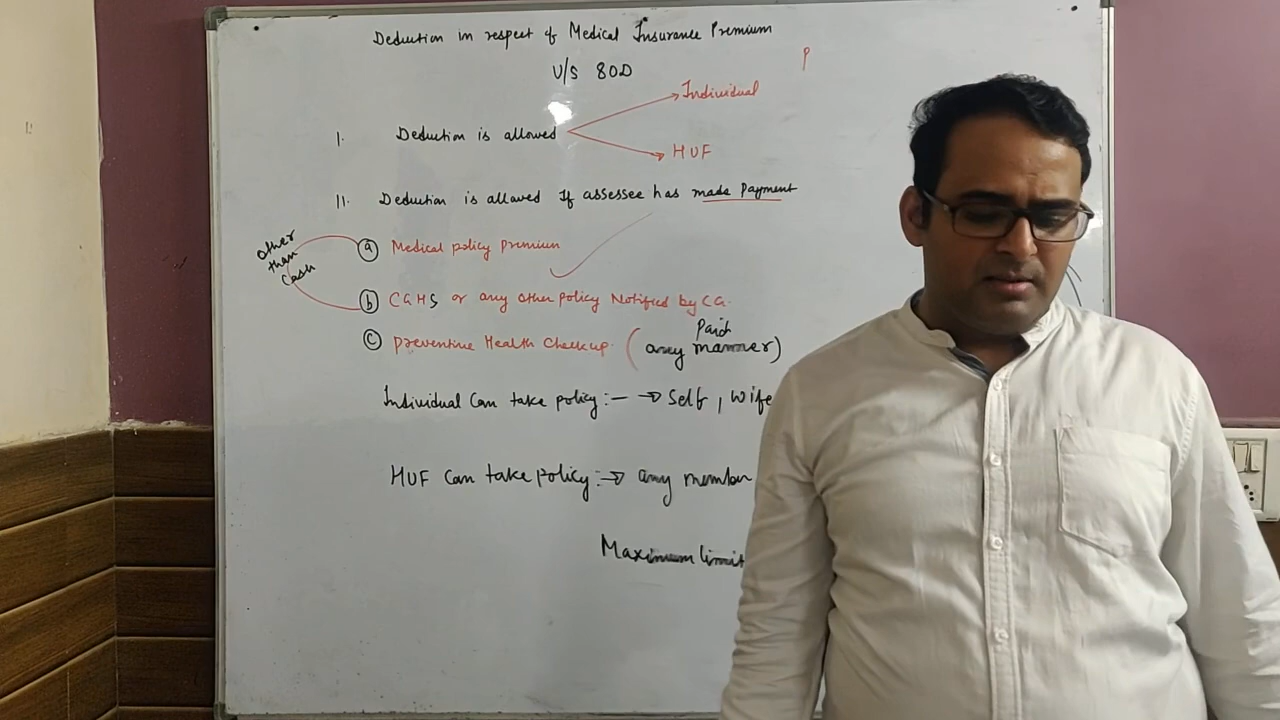 Deduction in respect of Medical Insurance Premium
U/S 80D
P
I. Deduction is allowed
Individual
HUF
II. Deduction is allowed If assessee has made payment
other than cash
(a) Medical policy premium
(b) CGHS or any other policy Notified by CG.
(c) Preventive Health Checkup. (Paid any manner)
Individual Can take policy :- → Self, Wife
HUF Can take policy :→ any member
Maximum limit